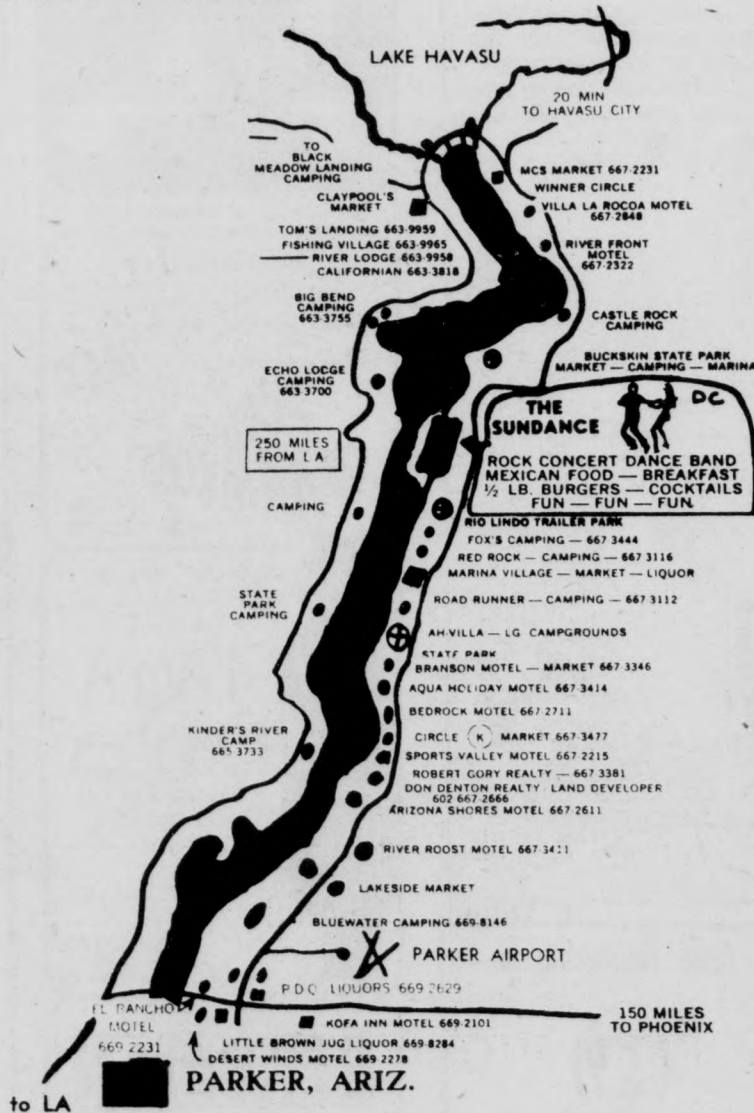 LAKE HAVASU
20 MIN
TO HAVASU CITY
TO
BLACK
MEADOW LANDING
CAMPING
MCS MARKET 667-2231
WINNER CIRCLE
CLAYPOOL'S
MARKET
VILLA LA ROCOA MOTEL
667-2848
TOM'S LANDING 663-9959
FISHING VILLAGE 663-9965
RIVER LODGE 663-9958
CALIFORNIAN 663-3818
RIVER FRONT
MOTEL
667-2322
BIG BEND
CAMPING
663-3755
CASTLE ROCK
CAMPING
BUCKSKIN STATE PARK
MARKET — CAMPING — MARINA
ECHO LODGE
CAMPING
663-3700
THE
SUNDANCE
DC
ROCK CONCERT DANCE BAND
MEXICAN FOOD — BREAKFAST
½ LB. BURGERS — COCKTAILS
FUN — FUN — FUN
250 MILES
FROM LA
CAMPING
RIO LINDO TRAILER PARK
FOX'S CAMPING — 667 3444
RED ROCK — CAMPING — 667 3116
MARINA VILLAGE — MARKET — LIQUOR
STATE
PARK
CAMPING
ROAD RUNNER — CAMPING — 667 3112
AH-VILLA — LG CAMPGROUNDS
STATE PARK
BRANSON MOTEL — MARKET 667 3346
AQUA HOLIDAY MOTEL 667-3414
BEDROCK MOTEL 667-2711
KINDER'S RIVER
CAMP
665-3733
CIRCLE K MARKET 667-3477
SPORTS VALLEY MOTEL 667 2215
ROBERT GORY REALTY — 667 3381
DON DENTON REALTY LAND DEVELOPER
602 667-2666
ARIZONA SHORES MOTEL 667-2611
RIVER ROOST MOTEL 667-3411
LAKESIDE MARKET
BLUEWATER CAMPING 669-8146
PARKER AIRPORT
PDQ LIQUORS 669-2629
EL RANCHO
MOTEL
669 2231
KOFA INN MOTEL 669-2101
150 MILES
TO PHOENIX
LITTLE BROWN JUG LIQUOR 669-8284
DESERT WINDS MOTEL 669 2278
PARKER, ARIZ.
to LA